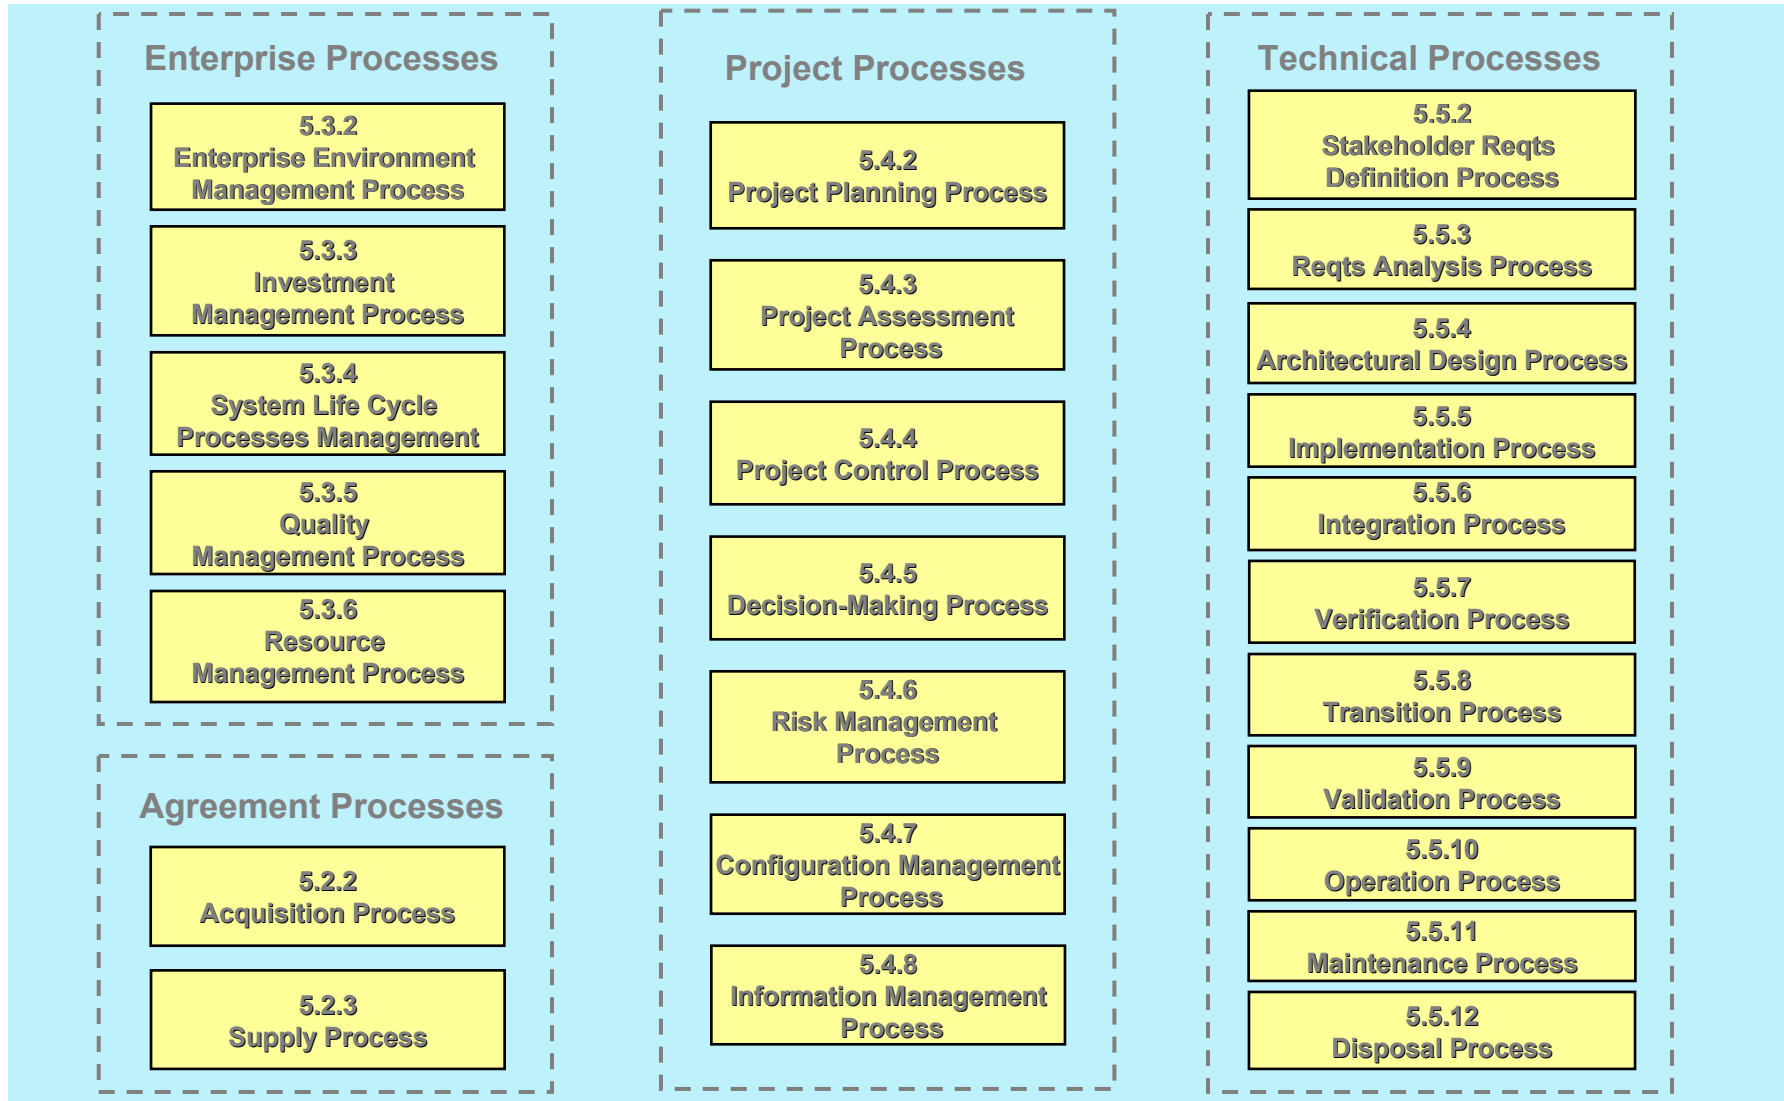 Enterprise Processes
5.3.2
Enterprise Environment
Management Process
5.3.3
Investment
Management Process
5.3.4
System Life Cycle
Processes Management
5.3.5
Quality
Management Process
5.3.6
Resource
Management Process
Agreement Processes
5.2.2
Acquisition Process
5.2.3
Supply Process
Project Processes
5.4.2
Project Planning Process
5.4.3
Project Assessment
Process
5.4.4
Project Control Process
5.4.5
Decision-Making Process
5.4.6
Risk Management
Process
5.4.7
Configuration Management
Process
5.4.8
Information Management
Process
Technical Processes
5.5.2
Stakeholder Reqts
Definition Process
5.5.3
Reqts Analysis Process
5.5.4
Architectural Design Process
5.5.5
Implementation Process
5.5.6
Integration Process
5.5.7
Verification Process
5.5.8
Transition Process
5.5.9
Validation Process
5.5.10
Operation Process
5.5.11
Maintenance Process
5.5.12
Disposal Process